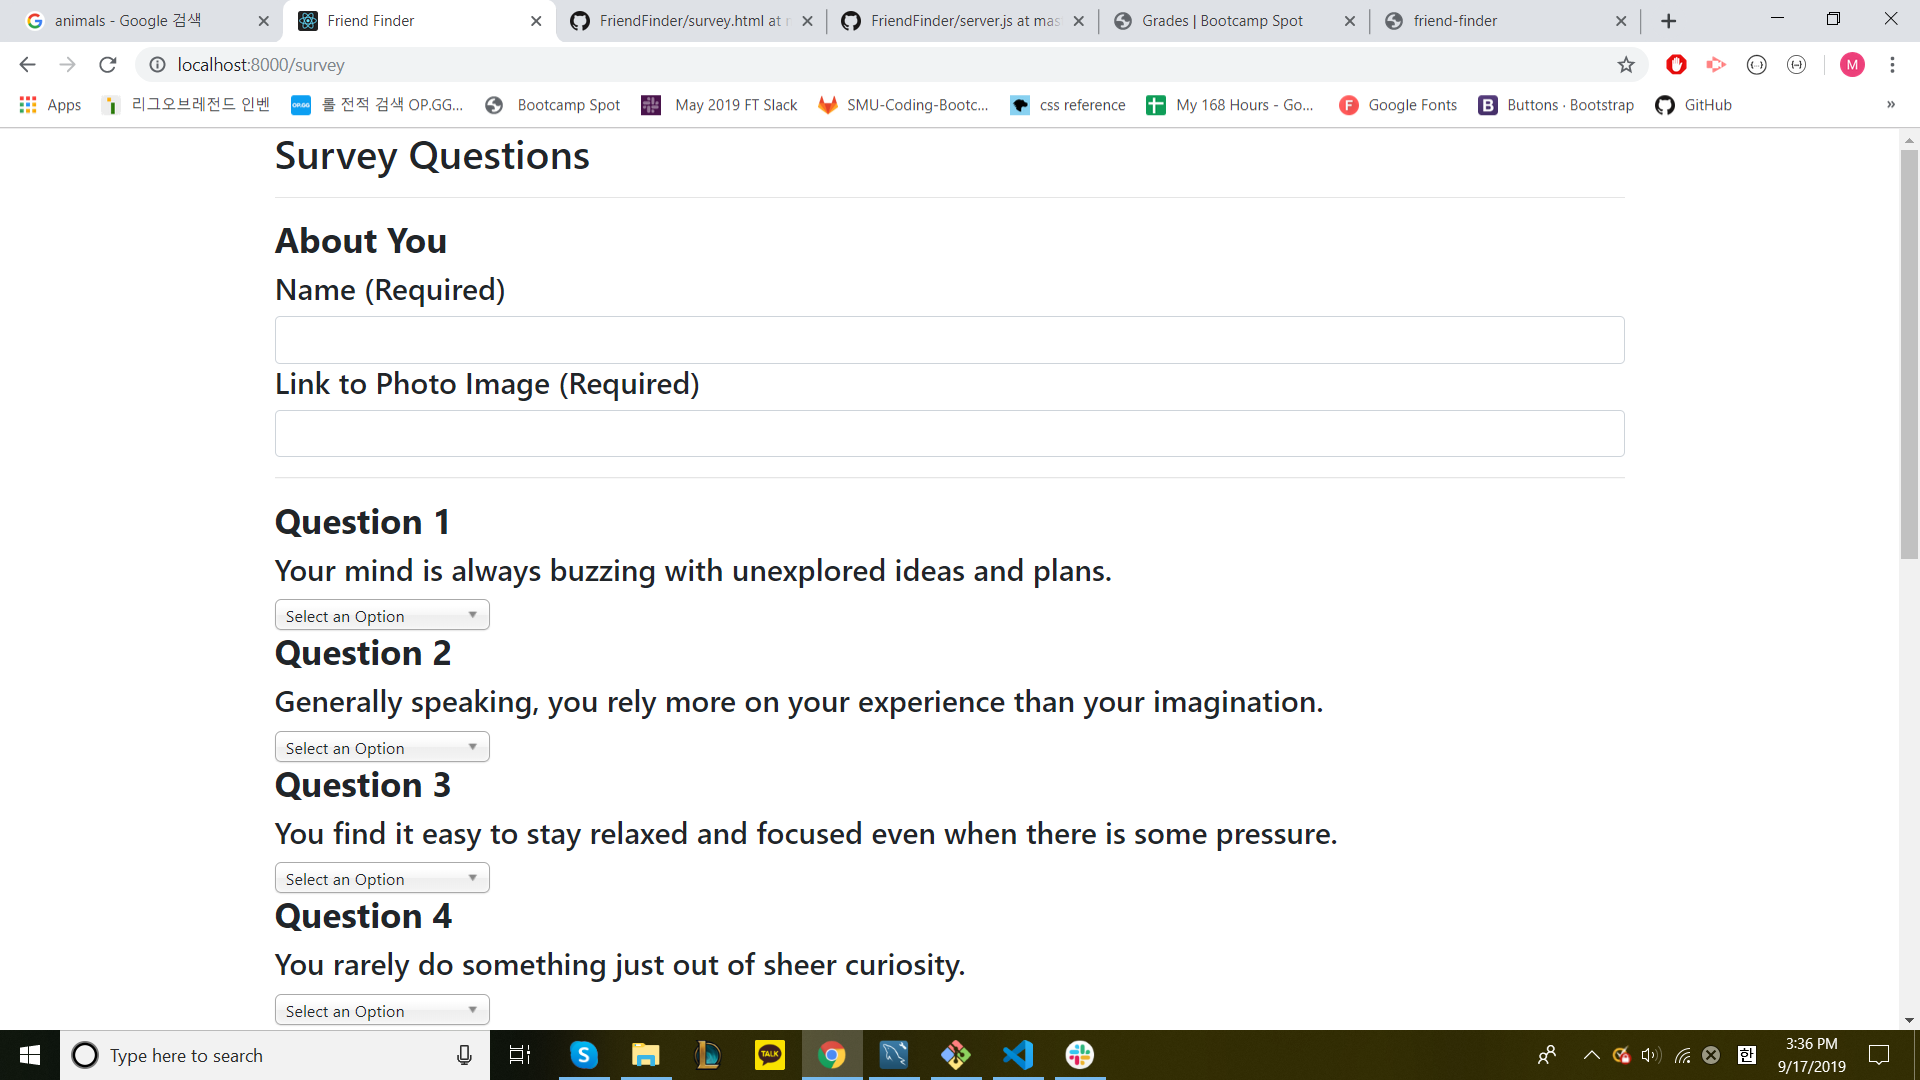 animals - Google 검색
Friend Finder
FriendFinder/survey.html at m
FriendFinder/server.js at mas
Grades | Bootcamp Spot
friend-finder
localhost:8000/survey
M
Apps
리그오브레전드 인벤
OP.GG
롤 전적 검색 OP.GG...
Bootcamp Spot
May 2019 FT Slack
SMU-Coding-Bootc...
css reference
My 168 Hours - Go...
F
Google Fonts
B
Buttons · Bootstrap
GitHub
»
Survey Questions
About You
Name (Required)
Link to Photo Image (Required)
Question 1
Your mind is always buzzing with unexplored ideas and plans.
Select an Option
Question 2
Generally speaking, you rely more on your experience than your imagination.
Select an Option
Question 3
You find it easy to stay relaxed and focused even when there is some pressure.
Select an Option
Question 4
You rarely do something just out of sheer curiosity.
Select an Option
Type here to search
TALK
한
3:36 PM
9/17/2019